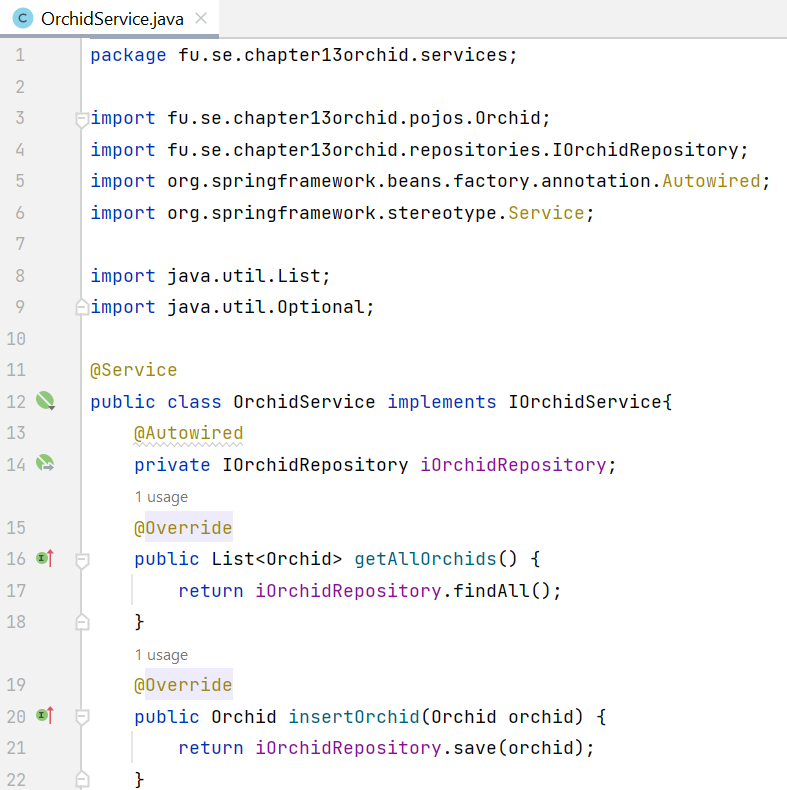 OrchidService.java
1 package fu.se.chapter13orchid.services;
2
3 import fu.se.chapter13orchid.pojos.Orchid;
4 import fu.se.chapter13orchid.repositories.IOrchidRepository;
5 import org.springframework.beans.factory.annotation.Autowired;
6 import org.springframework.stereotype.Service;
7
8 import java.util.List;
9 import java.util.Optional;
10
11 @Service
12 public class OrchidService implements IOrchidService{
13     @Autowired
14     private IOrchidRepository iOrchidRepository;
1 usage
15     @Override
16     public List<Orchid> getAllOrchids() {
17         return iOrchidRepository.findAll();
18     }
1 usage
19     @Override
20     public Orchid insertOrchid(Orchid orchid) {
21         return iOrchidRepository.save(orchid);
22     }